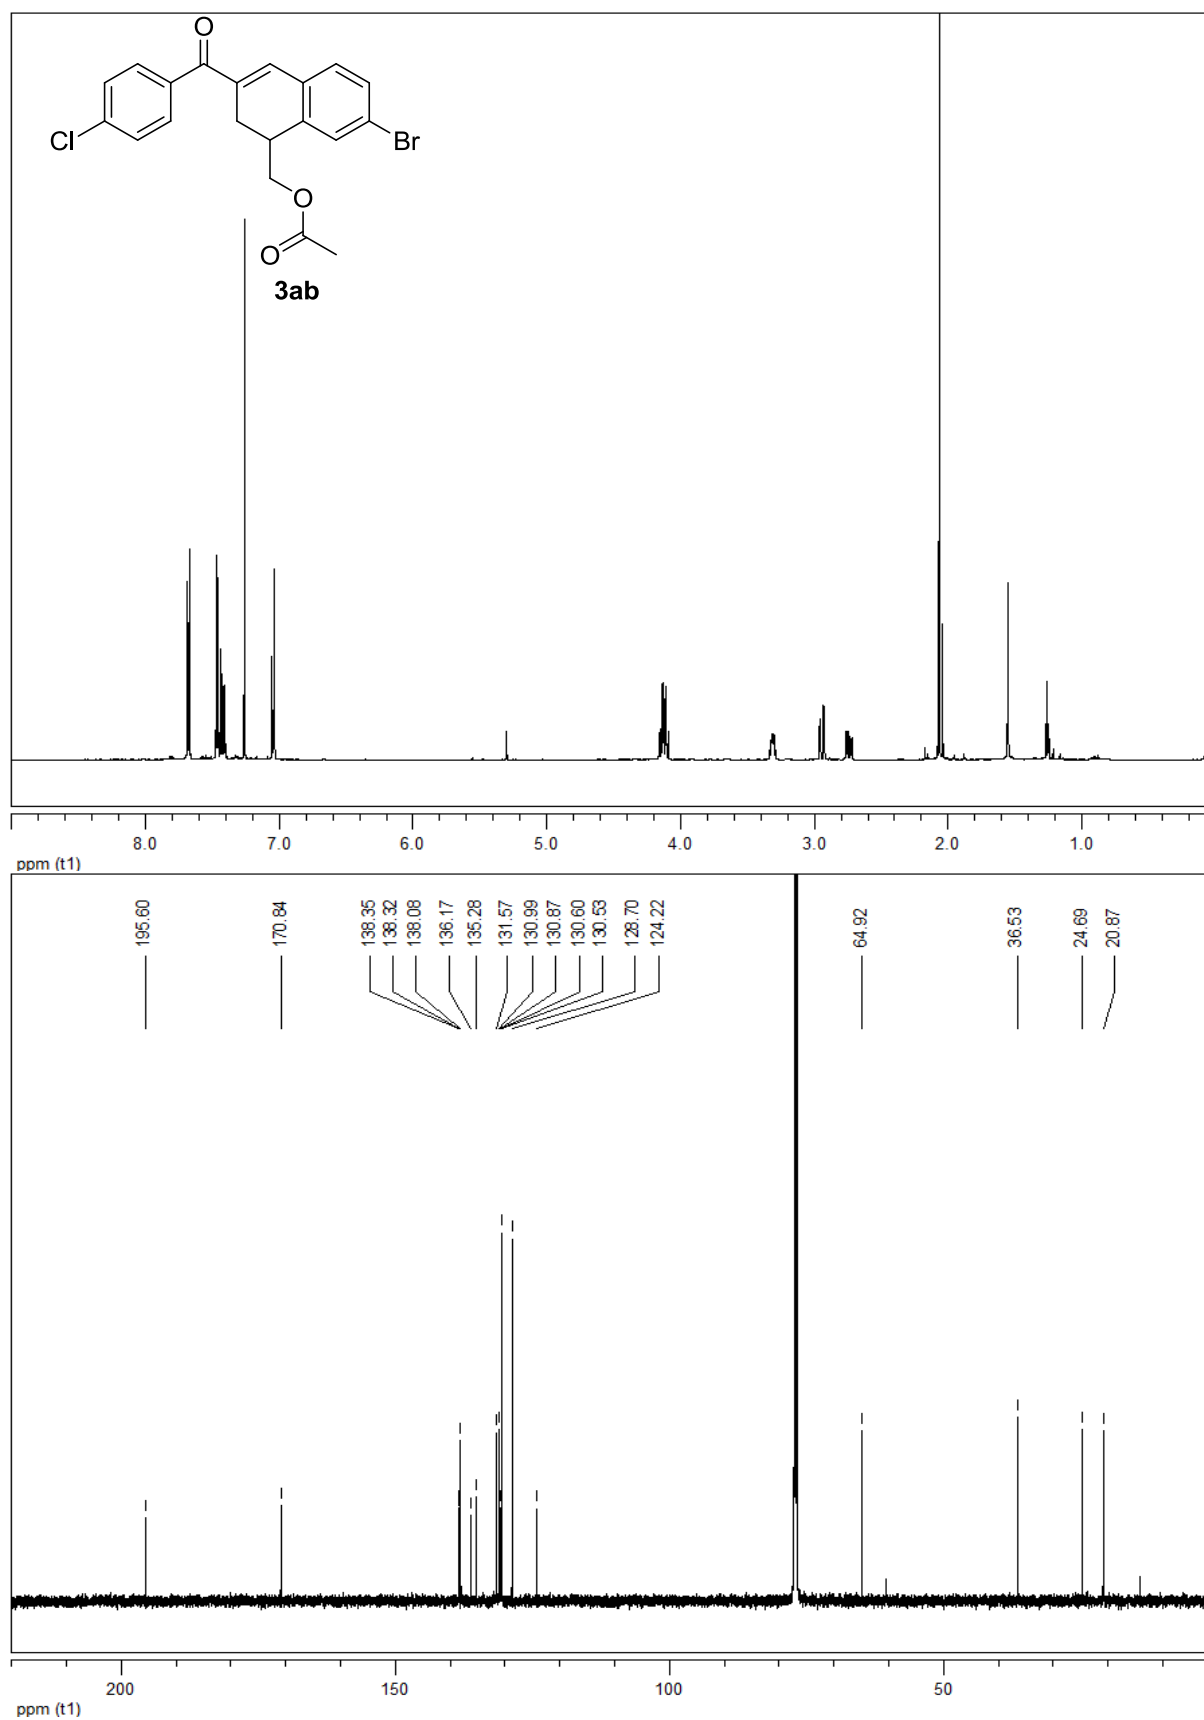 O
Cl
Br
O
O
3ab
8.0 7.0 6.0 5.0 4.0 3.0 2.0 1.0
ppm (t1)
195.60 170.84 138.35 138.32 138.08 136.17 135.28 131.57 130.99 130.87 130.60 130.53 128.70 124.22 64.92 36.53 24.69 20.87
200 150 100 50
ppm (t1)